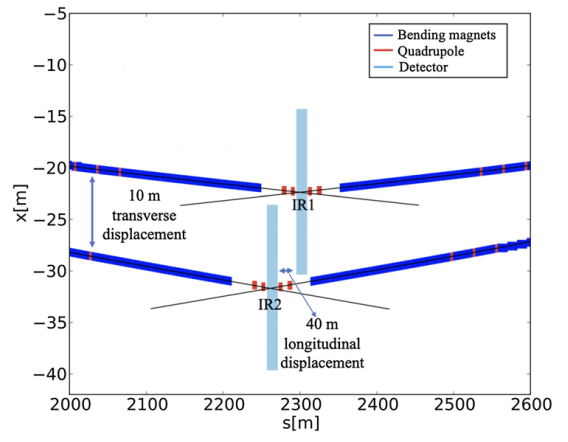 −5
−10
−15
−20
−25
−30
−35
−40
x[m]
Bending magnets
Quadrupole
Detector
10 m
transverse
displacement
IR1
IR2
40 m
longitudinal
displacement
2000 2100 2200 2300 2400 2500 2600
s[m]